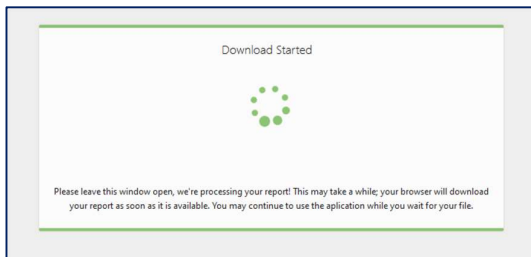 Download Started
Please leave this window open, we're processing your report! This may take a while; your browser will download
your report as soon as it is available. You may continue to use the aplication while you wait for your file.